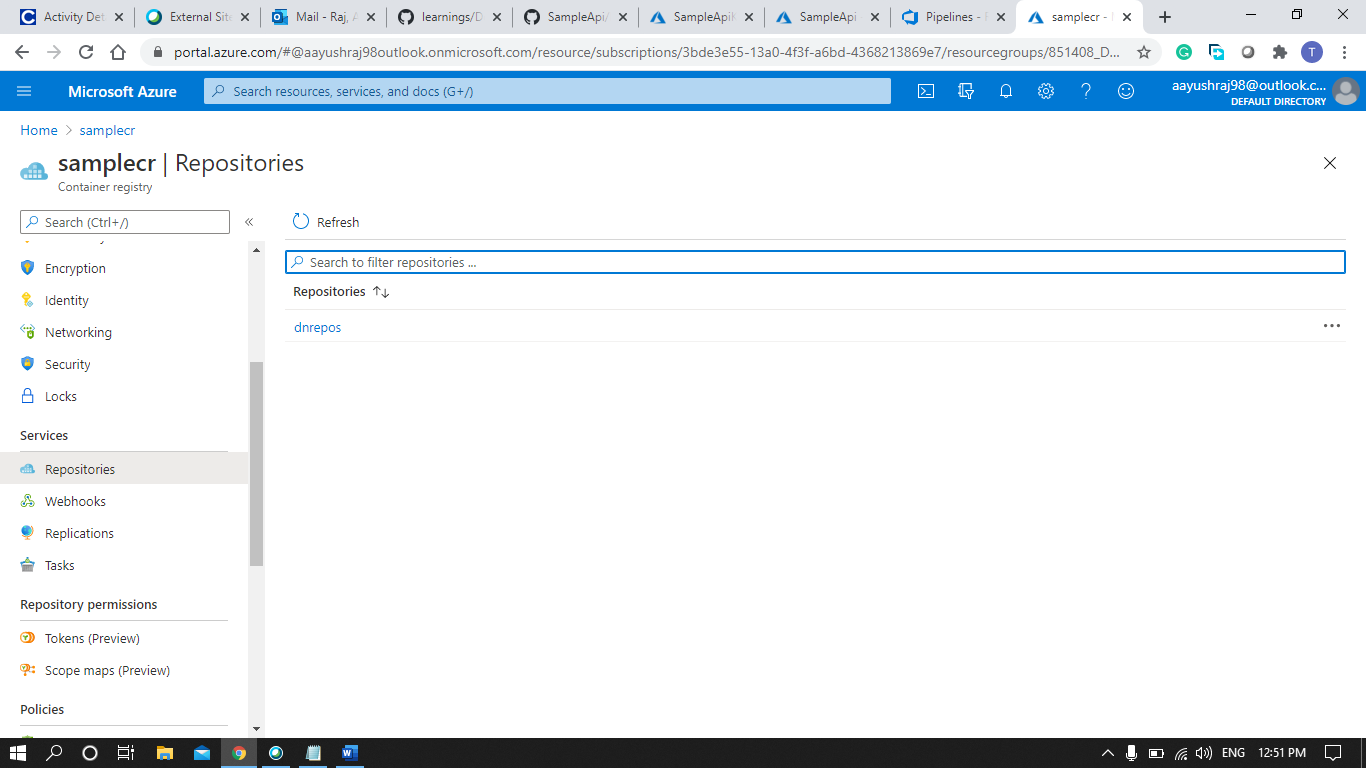 Activity Det
External Site
Mail - Raj, A
learnings/D
SampleApi/
SampleApiK
SampleApi
Pipelines -
samplecr -
portal.azure.com/#@aayushraj98outlook.onmicrosoft.com/resource/subscriptions/3bde3e55-13a0-4f3f-a6bd-4368213869e7/resourcegroups/851408_D...
T
Microsoft Azure
Search resources, services, and docs (G+/)
aayushraj98@outlook.c...
DEFAULT DIRECTORY
Home > samplecr
samplecr | Repositories
Container registry
Search (Ctrl+/)
«
Refresh
Search to filter repositories ...
Repositories ↑↓
dnrepos
...
Encryption
Identity
Networking
Security
Locks
Services
Repositories
Webhooks
Replications
Tasks
Repository permissions
Tokens (Preview)
Scope maps (Preview)
Policies
ENG
12:51 PM